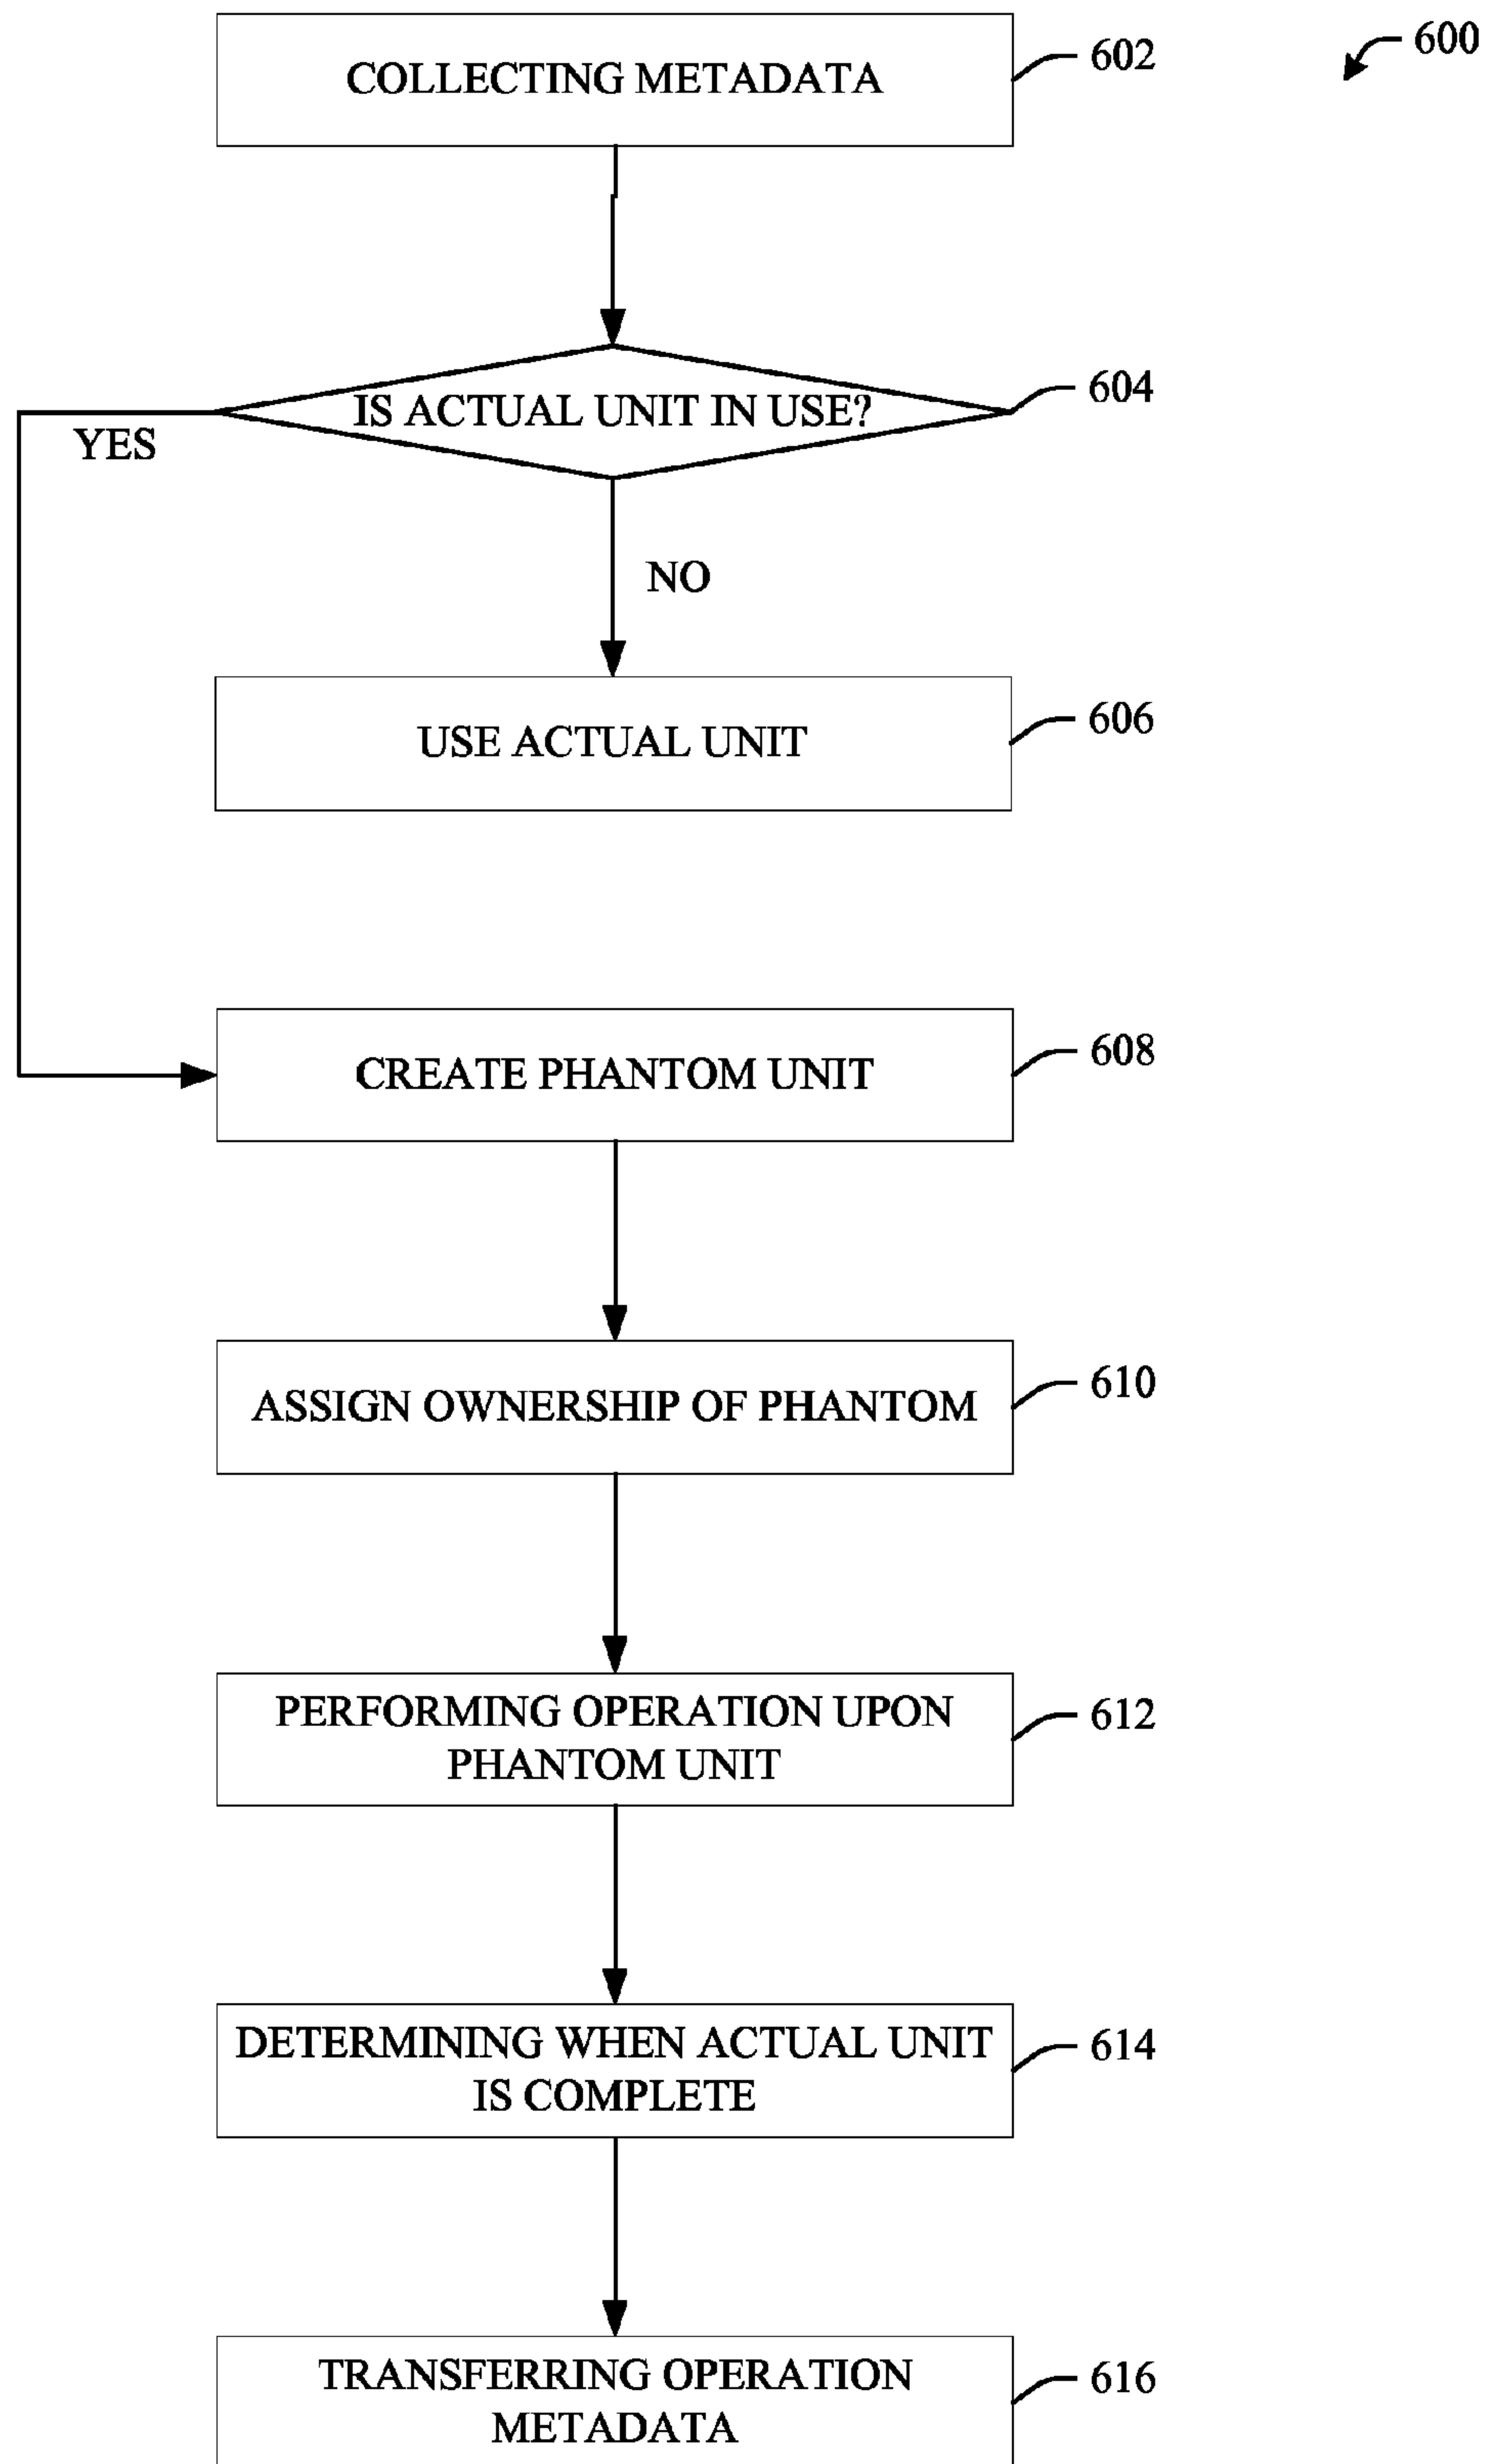 COLLECTING METADATA
602
600
IS ACTUAL UNIT IN USE?
604
YES
NO
USE ACTUAL UNIT
606
CREATE PHANTOM UNIT
608
ASSIGN OWNERSHIP OF PHANTOM
610
PERFORMING OPERATION UPON
PHANTOM UNIT
612
DETERMINING WHEN ACTUAL UNIT
IS COMPLETE
614
TRANSFERRING OPERATION
METADATA
616